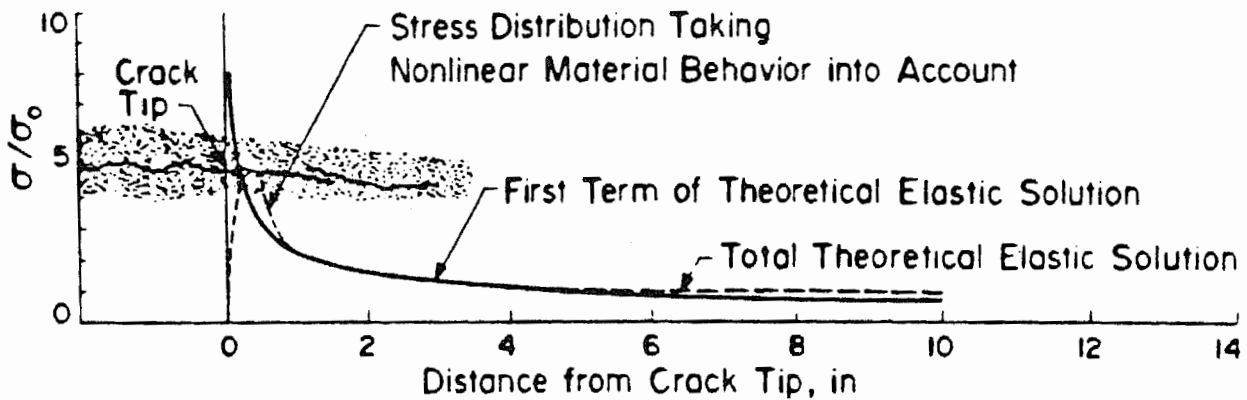 10
Stress Distribution Taking
Nonlinear Material Behavior into Account
Crack
Tip
σ/σo
5
First Term of Theoretical Elastic Solution
Total Theoretical Elastic Solution
0
0 2 4 6 8 10 12 14
Distance from Crack Tip, in